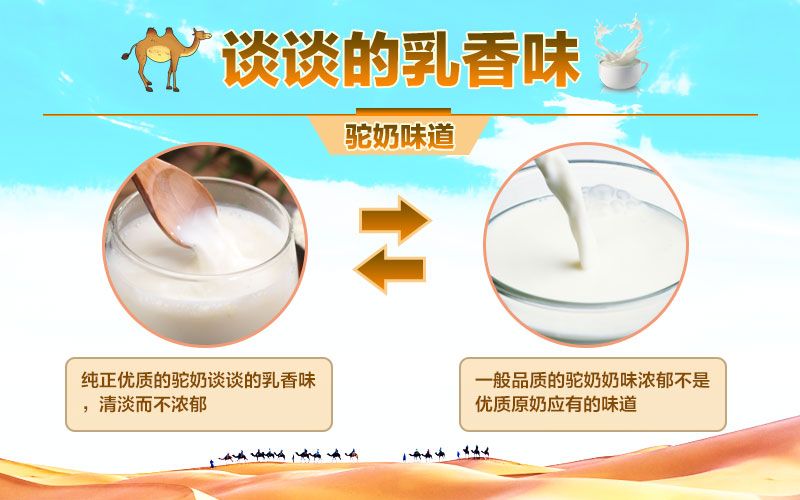 谈谈的乳香味
驼奶味道
纯正优质的驼奶谈谈的乳香味
，清淡而不浓郁
一般品质的驼奶奶味浓郁不是
优质原奶应有的味道